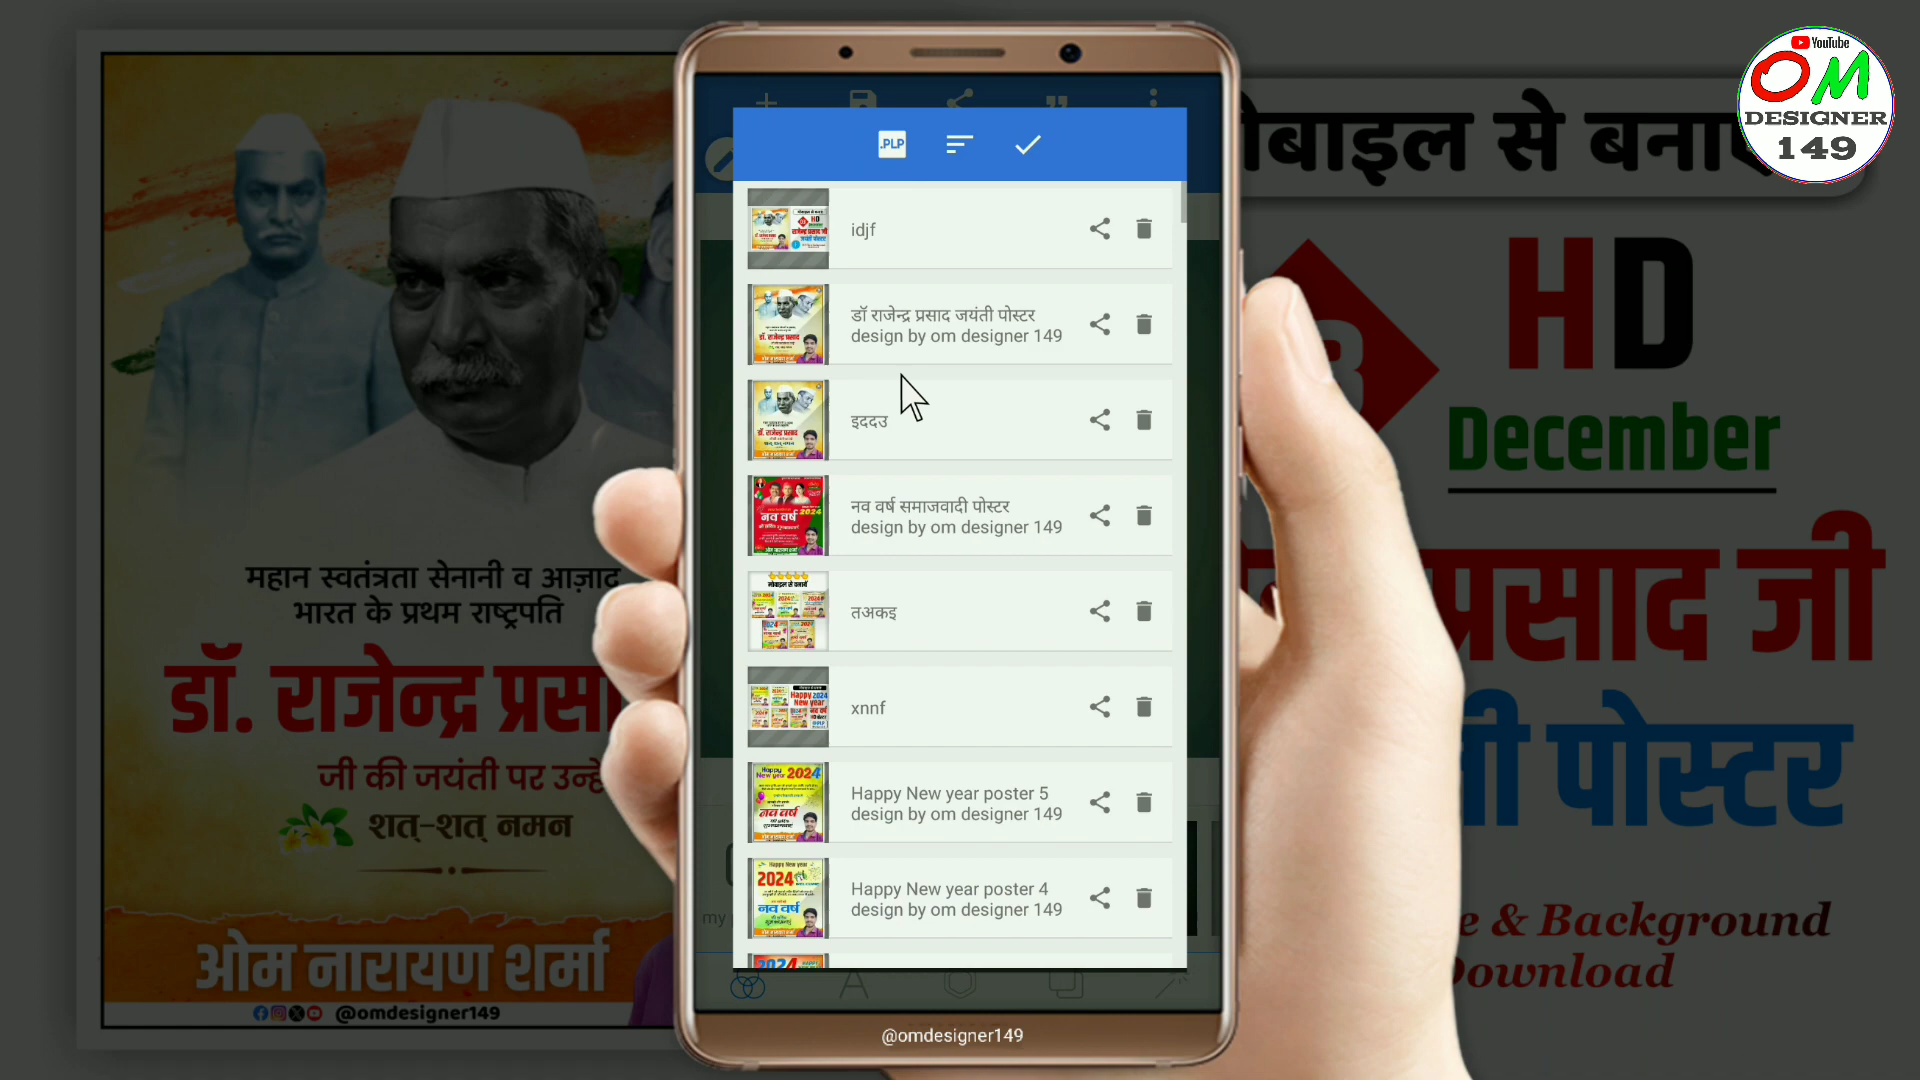 YouTube
OM
DESIGNER
149
.PLP
idjf
डॉ राजेन्द्र प्रसाद जयंती पोस्टर
design by om designer 149
इददउ
नव वर्ष समाजवादी पोस्टर
design by om designer 149
तअकइ
xnnf
Happy New year poster 5
design by om designer 149
Happy New year poster 4
design by om designer 149
@omdesigner149
महान स्वतंत्रता सेनानी व आज़ाद
भारत के प्रथम राष्ट्रपति
डॉ. राजेन्द्र
जी की जयंती पर
शत्-शत् नमन
ओम नारायण शर्मा
@omdesigner149
से
HD
December
प्रसाद जी
पोस्टर
& Background
my